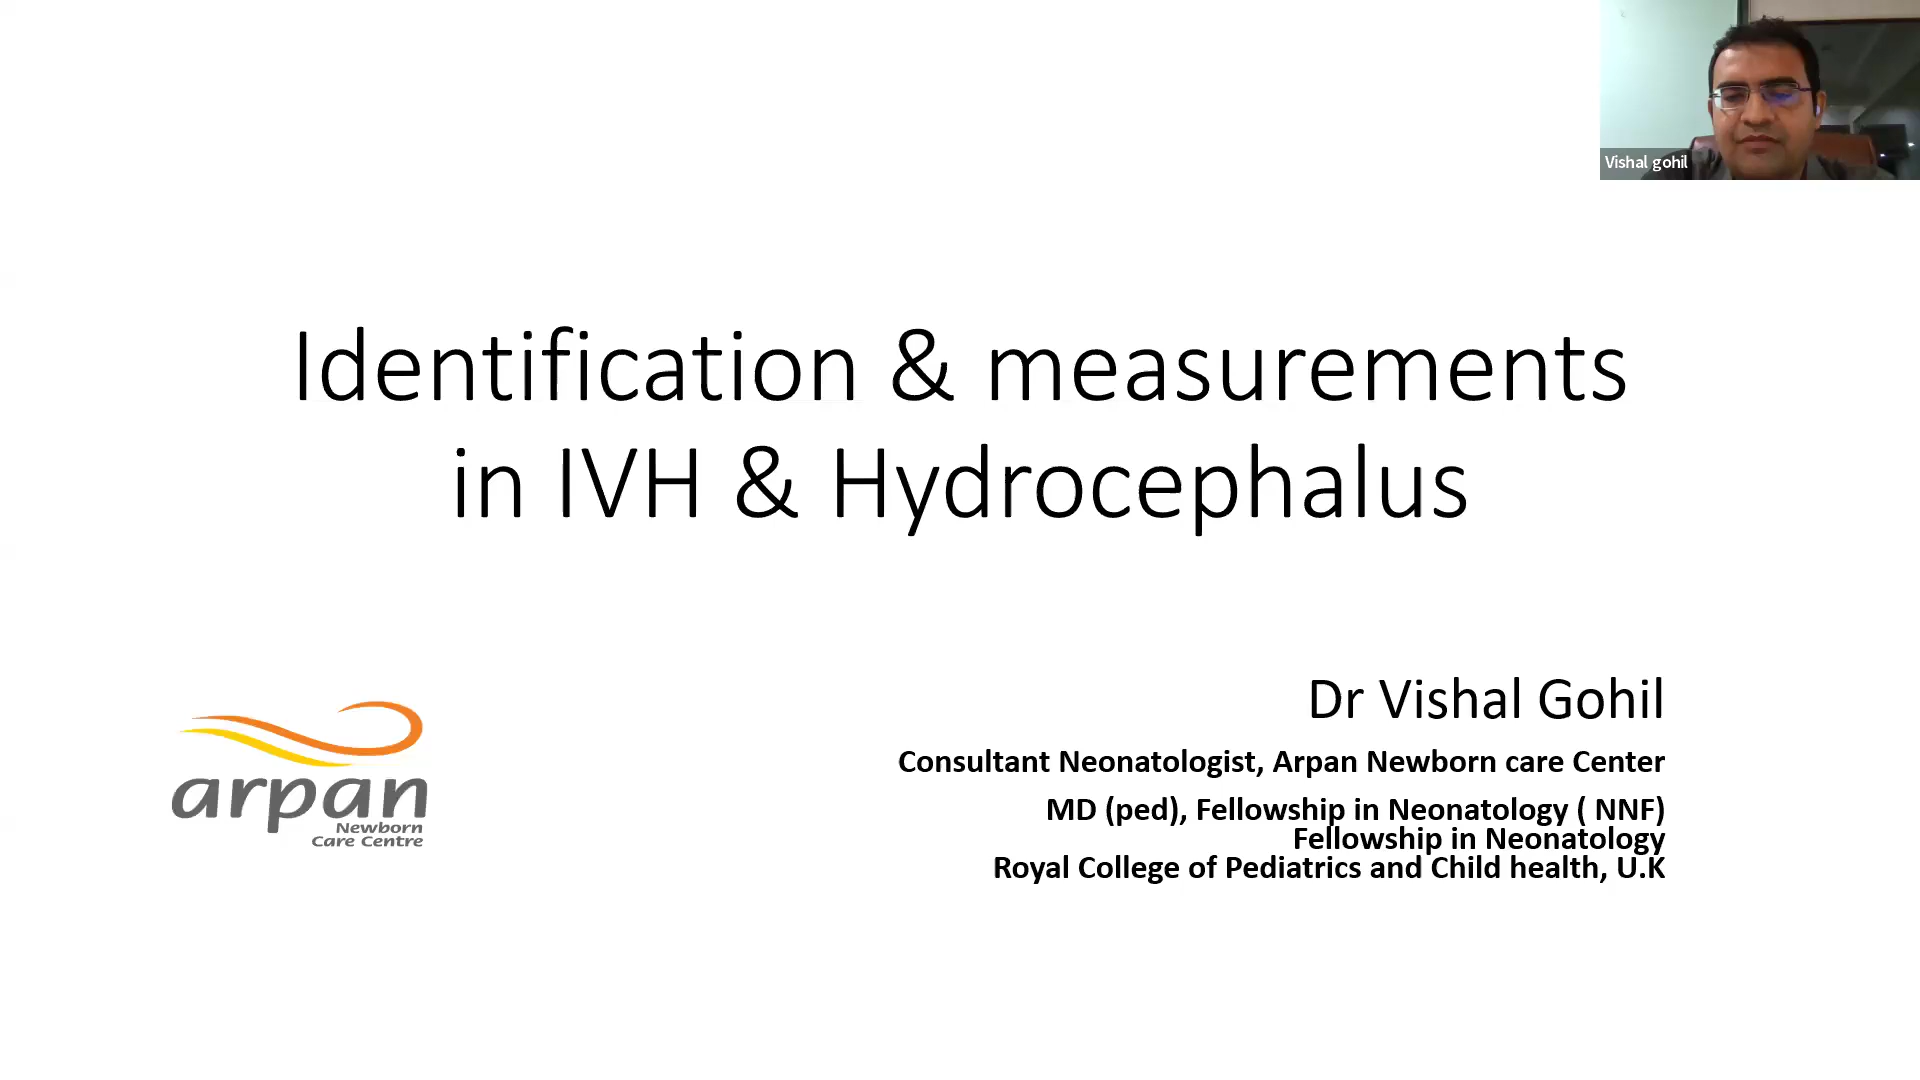 Vishal gohil
Identification & measurements
in IVH & Hydrocephalus
Dr Vishal Gohil
Consultant Neonatologist, Arpan Newborn care Center
MD (ped), Fellowship in Neonatology ( NNF)
Fellowship in Neonatology
Royal College of Pediatrics and Child health, U.K
arpan
Newborn
Care Centre